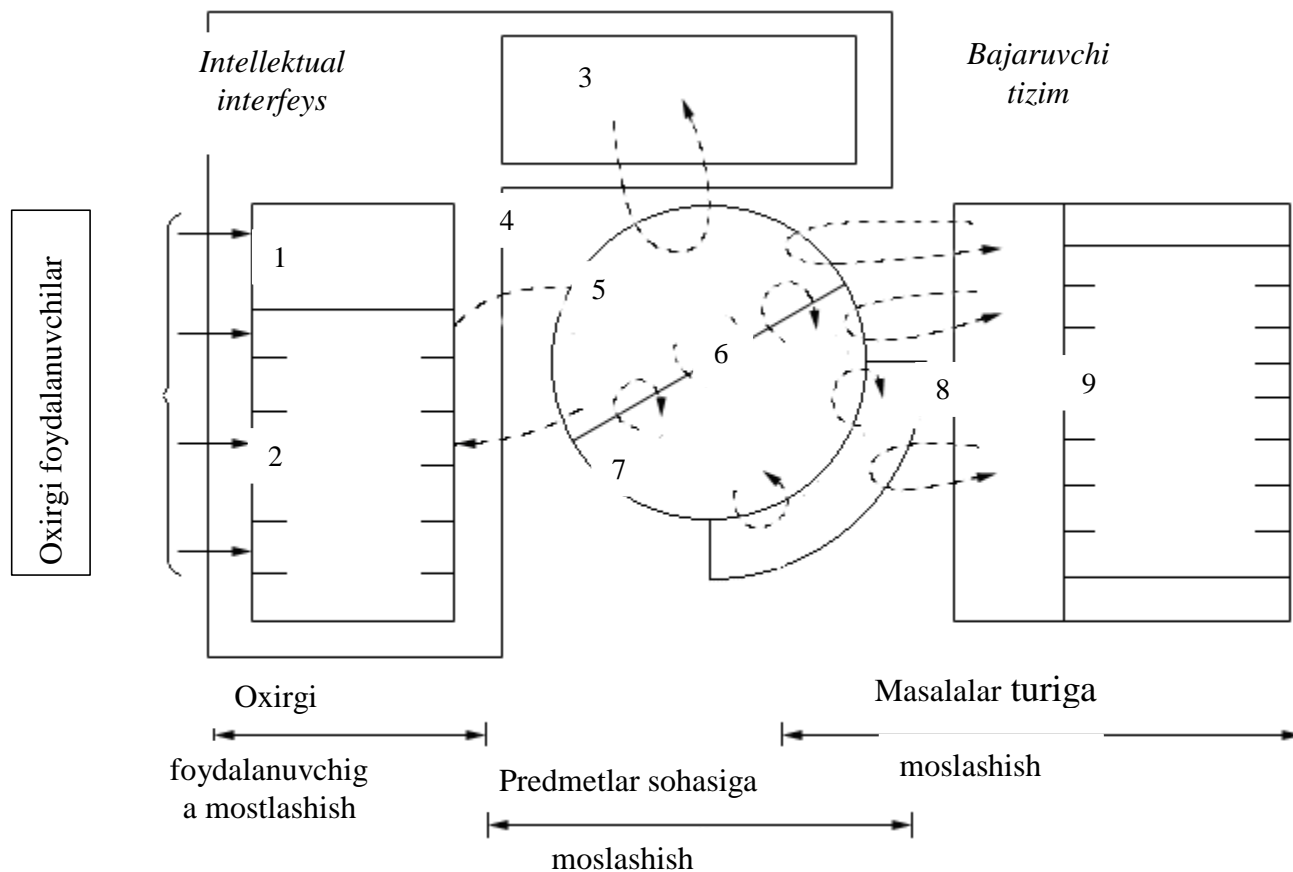 Intellektual
interfeys
Bajaruvchi
tizim
3
4
1
5
Oxirgi foydalanuvchilar
6
8
9
2
7
Oxirgi
foydalanuvchig
a mostlashish
Masalalar turiga
moslashish
Predmetlar sohasiga
moslashish